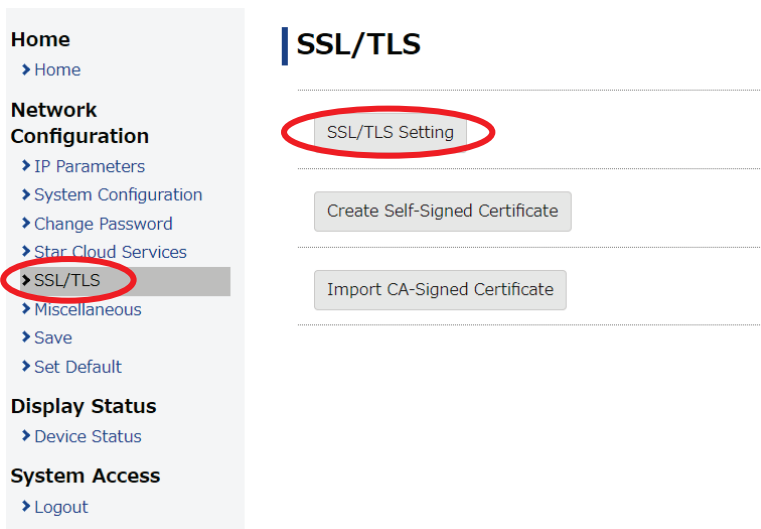 Home
Home
Network
Configuration
IP Parameters
System Configuration
Change Password
Star Cloud Services
SSL/TLS
Miscellaneous
Save
Set Default
Display Status
Device Status
System Access
Logout
SSL/TLS
SSL/TLS Setting
Create Self-Signed Certificate
Import CA-Signed Certificate